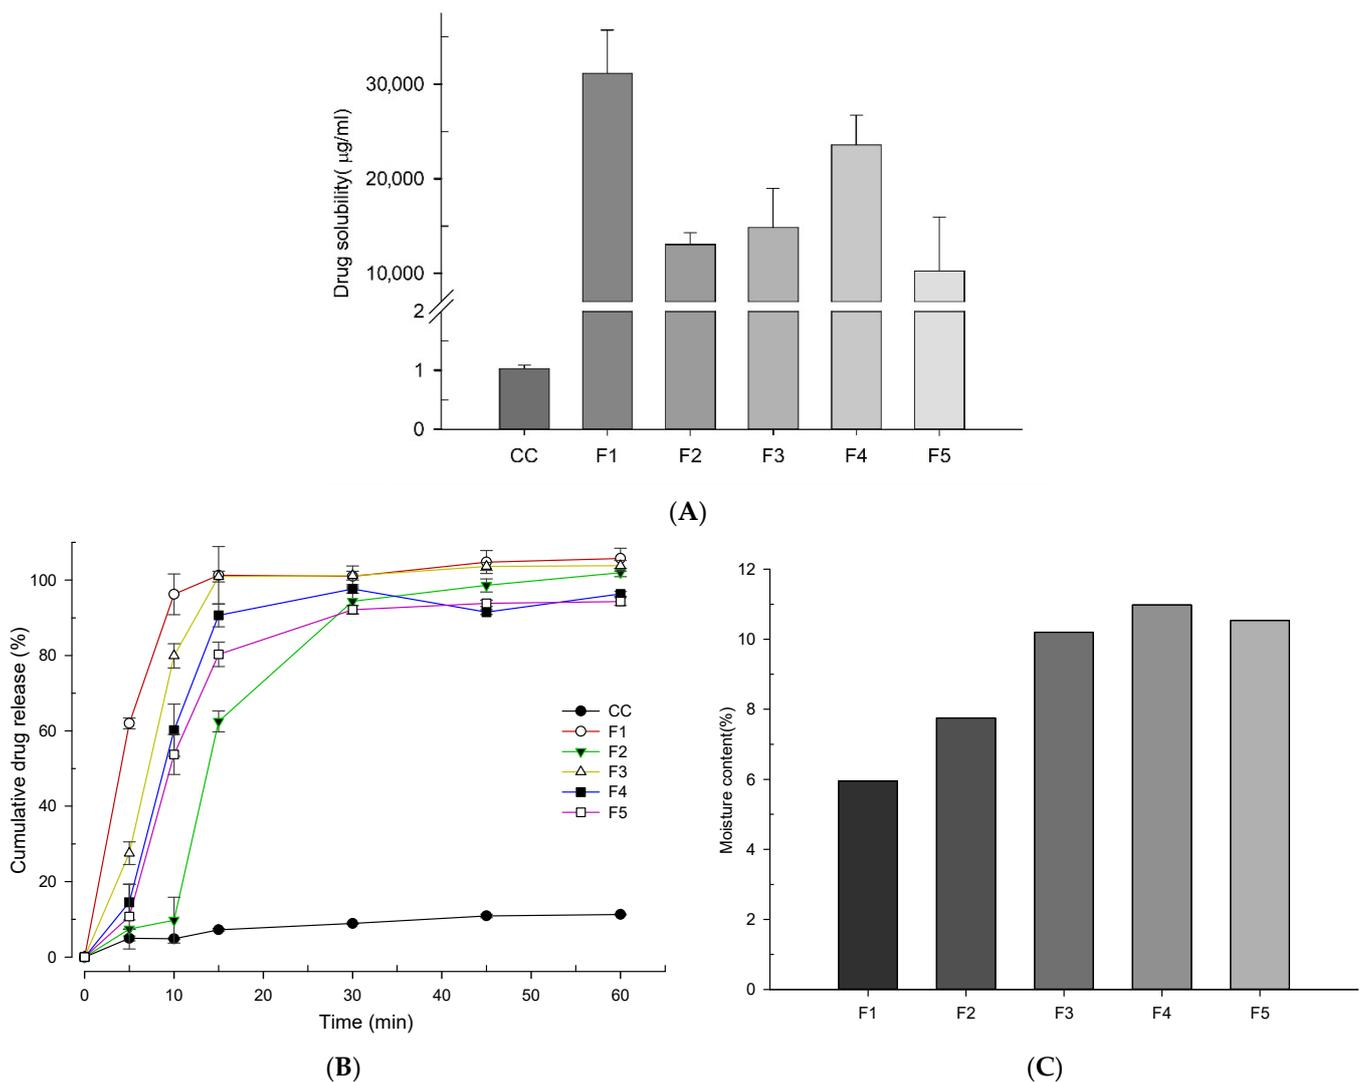 Drug solubility( µg/ml)
30,000
20,000
10,000
2
1
0
CC F1 F2 F3 F4 F5
(A)
Cumulative drug release (%)
100
80
60
40
20
0
CC
F1
F2
F3
F4
F5
0 10 20 30 40 50 60
Time (min)
(B)
Moisture content(%)
12
10
8
6
4
2
0
F1 F2 F3 F4 F5
(C)